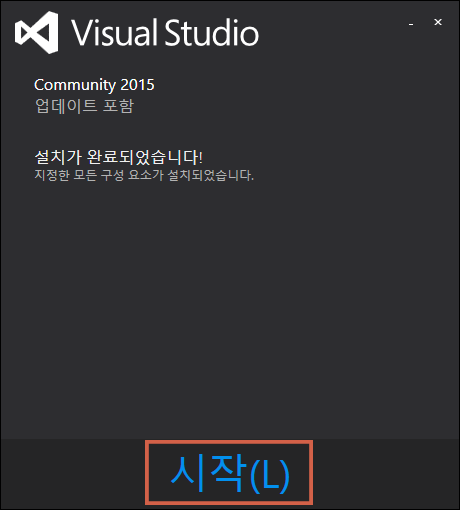 Visual Studio
Community 2015
업데이트 포함
설치가 완료되었습니다!
지정한 모든 구성 요소가 설치되었습니다.
시작(L)